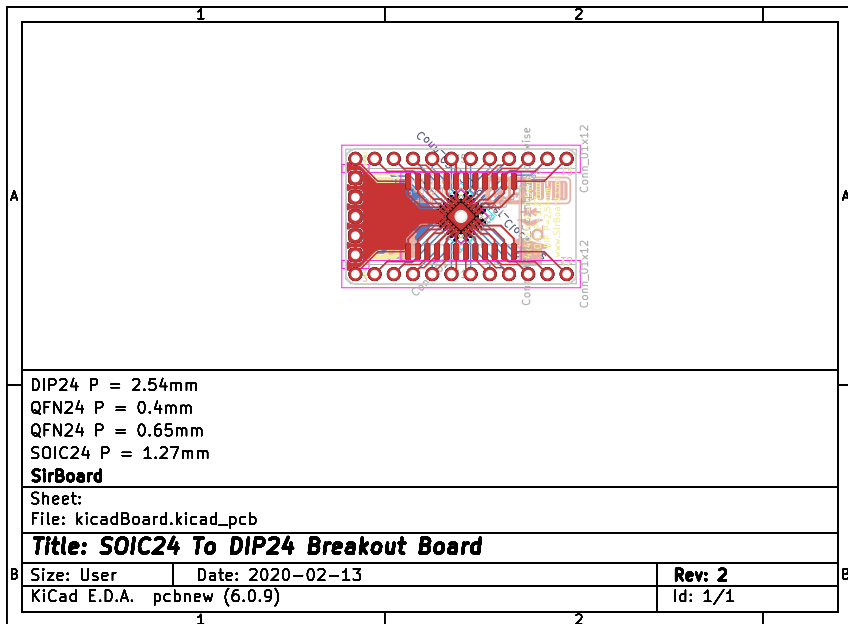 1 2
A A
Conn_01x12
Conn_01x12
DIP24 P = 2.54mm
QFN24 P = 0.4mm
QFN24 P = 0.65mm
SOIC24 P = 1.27mm
SirBoard
Sheet:
File: kicadBoard.kicad_pcb
Title: SOIC24 To DIP24 Breakout Board
B B
Size: User Date: 2020-02-13 Rev: 2
KiCad E.D.A. pcbnew (6.0.9) Id: 1/1
1 2